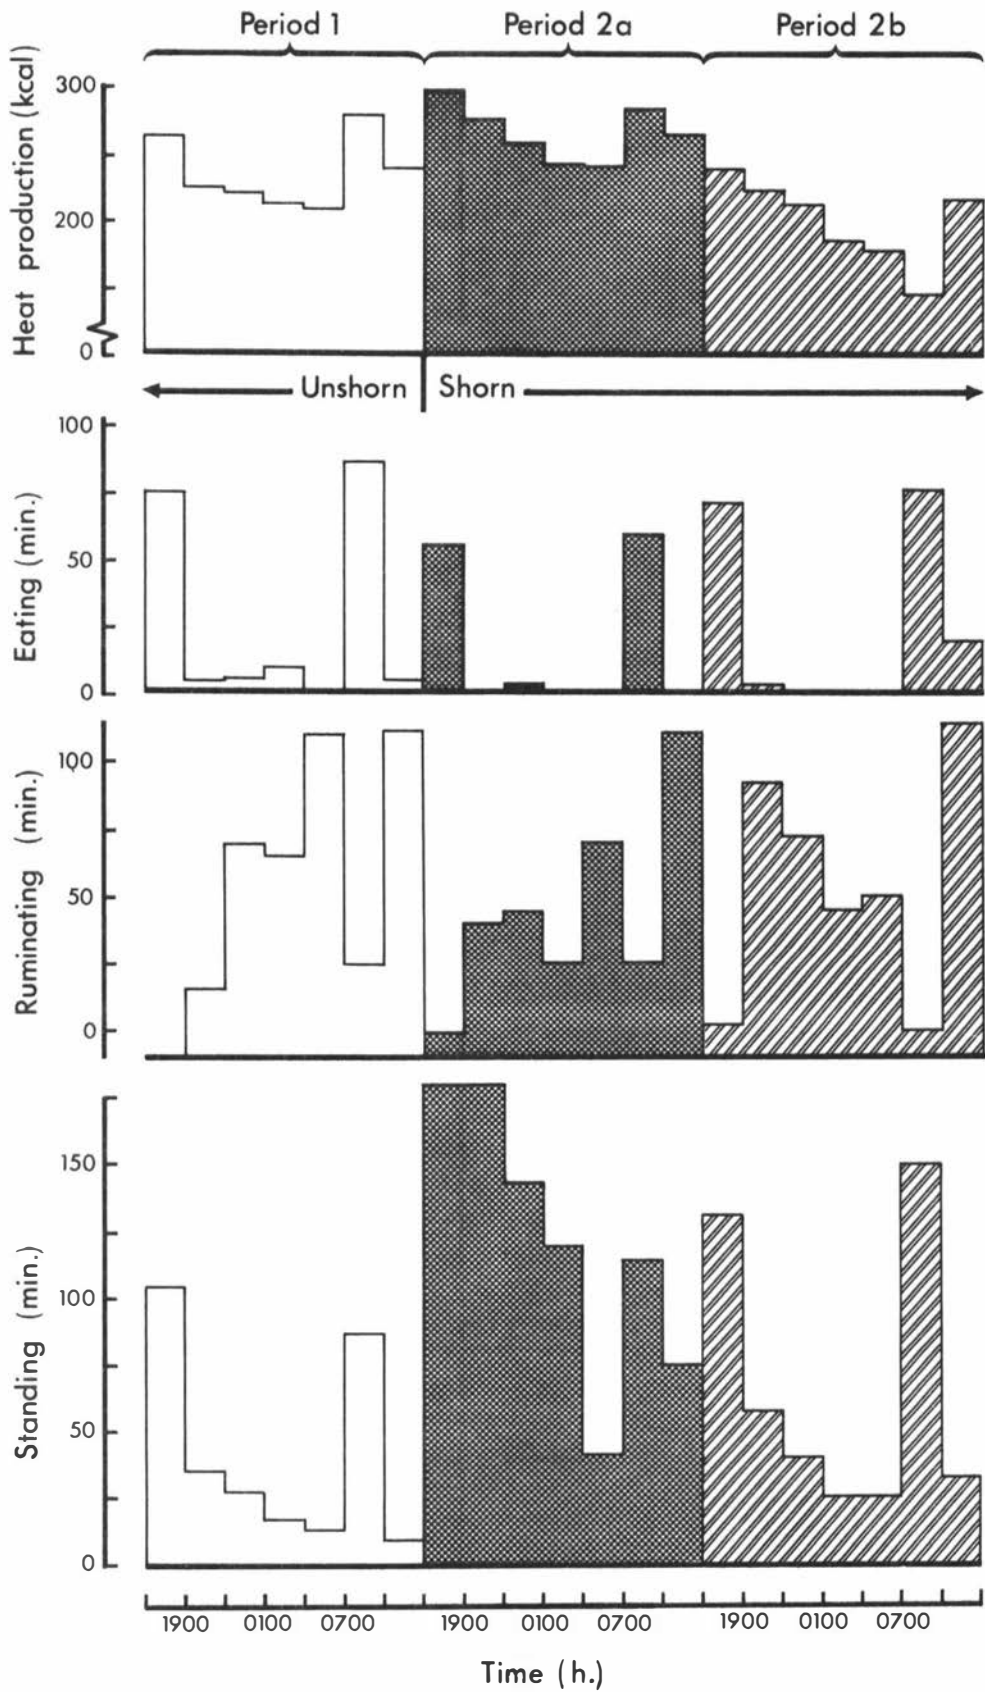 Period 1 Period 2a Period 2b
Heat production (kcal)
300
200
0
Unshorn Shorn
Eating (min.)
100
50
0
Ruminating (min.)
100
50
0
Standing (min.)
150
100
50
0
1900 0100 0700 1900 0100 0700 1900 0100 0700
Time (h.)